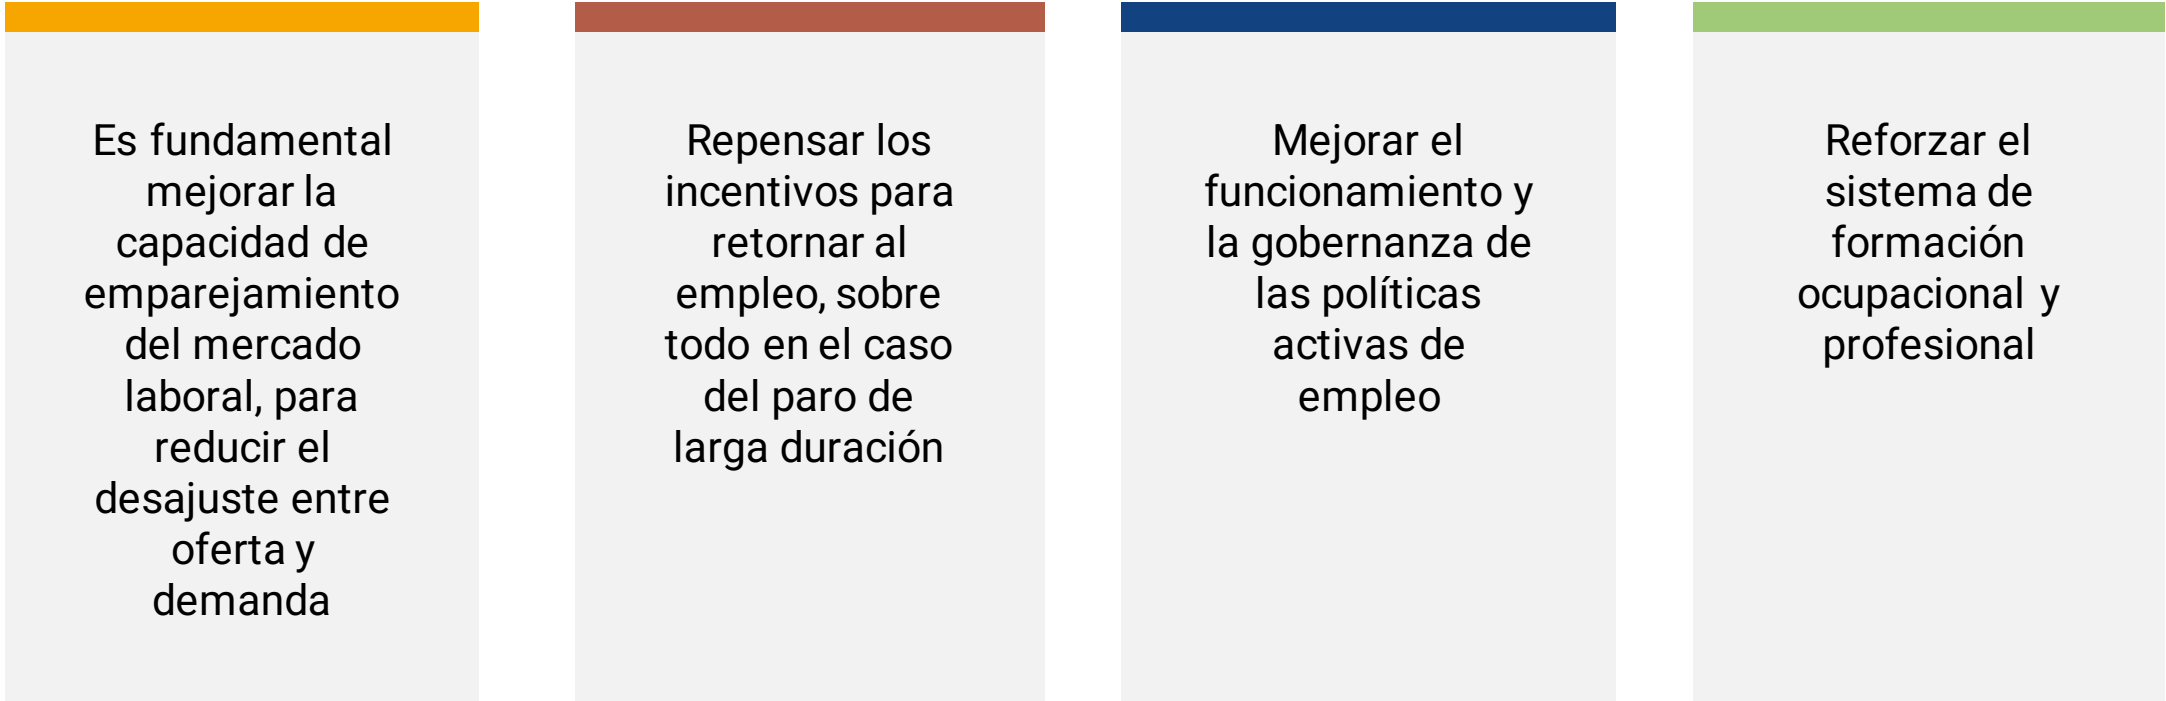 Es fundamental
mejorar la
capacidad de
emparejamiento
del mercado
laboral, para
reducir el
desajuste entre
oferta y
demanda
Repensar los
incentivos para
retornar al
empleo, sobre
todo en el caso
del paro de
larga duración
Mejorar el
funcionamiento y
la gobernanza de
las políticas
activas de
empleo
Reforzar el
sistema de
formación
ocupacional y
profesional